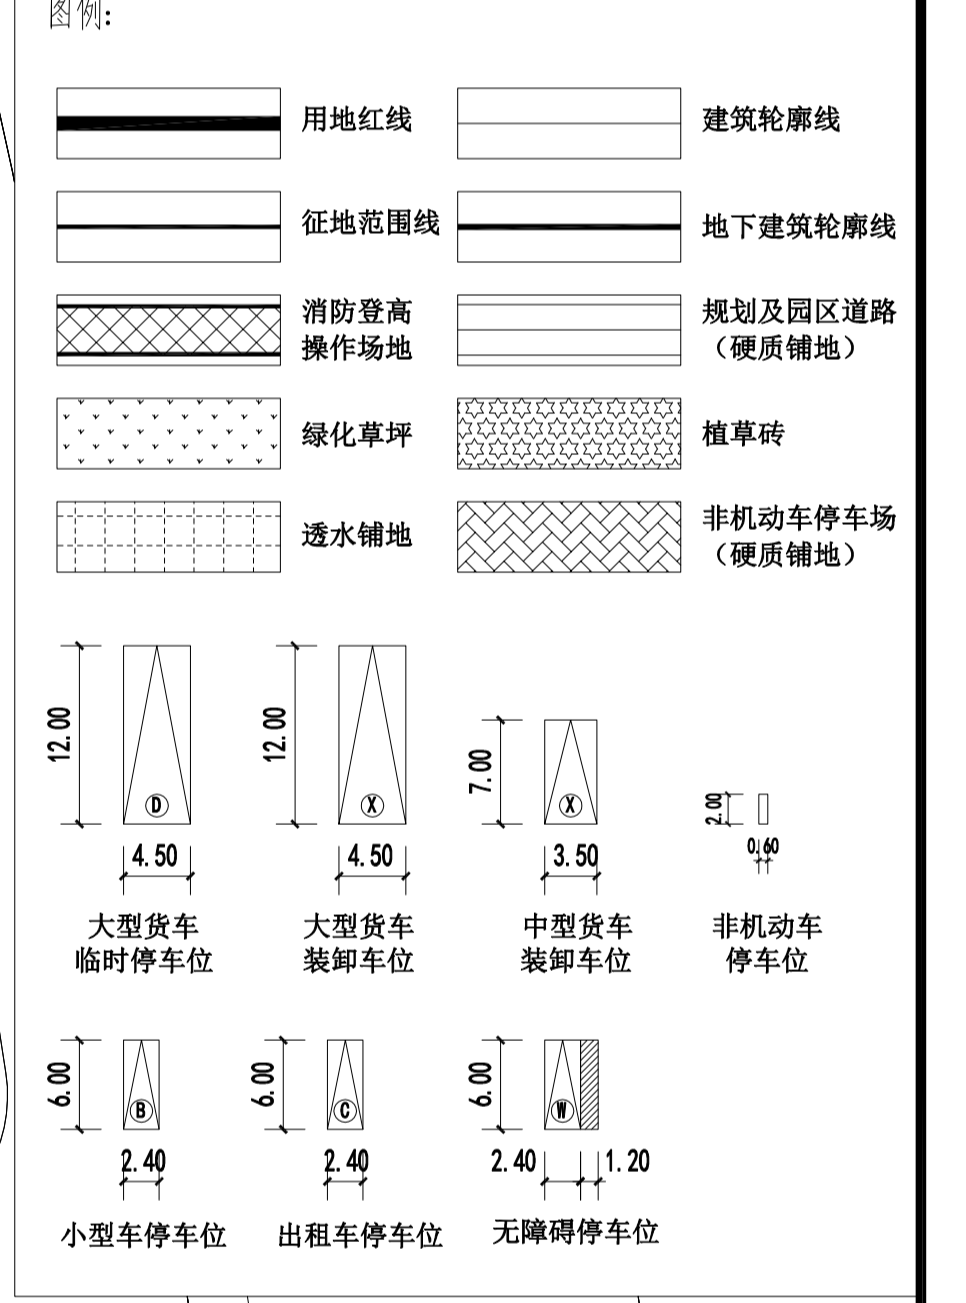 图例:
用地红线
建筑轮廓线
征地范围线
地下建筑轮廓线
消防登高
操作场地
规划及园区道路
（硬质铺地）
绿化草坪
植草砖
透水铺地
非机动车停车场
（硬质铺地）
12.00
D
4.50
大型货车
临时停车位
12.00
X
4.50
大型货车
装卸车位
7.00
X
3.50
中型货车
装卸车位
2.00
0.60
非机动车
停车位
6.00
B
2.40
小型车停车位
6.00
C
2.40
出租车停车位
6.00
W
2.40
1.20
无障碍停车位